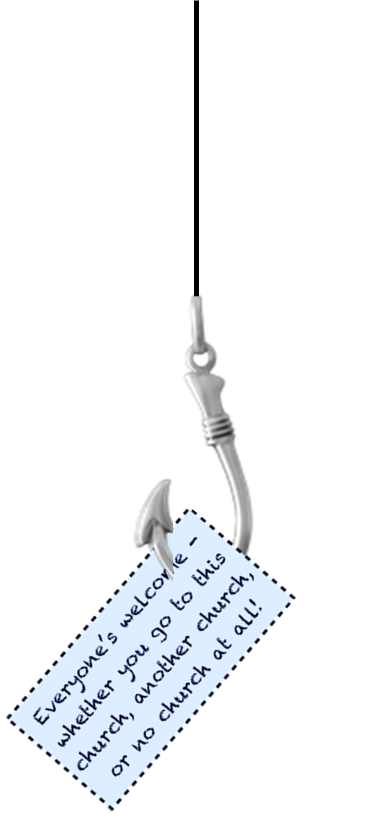 Everyone's welcome -
whether you go to this
church, another church,
or no church at all!